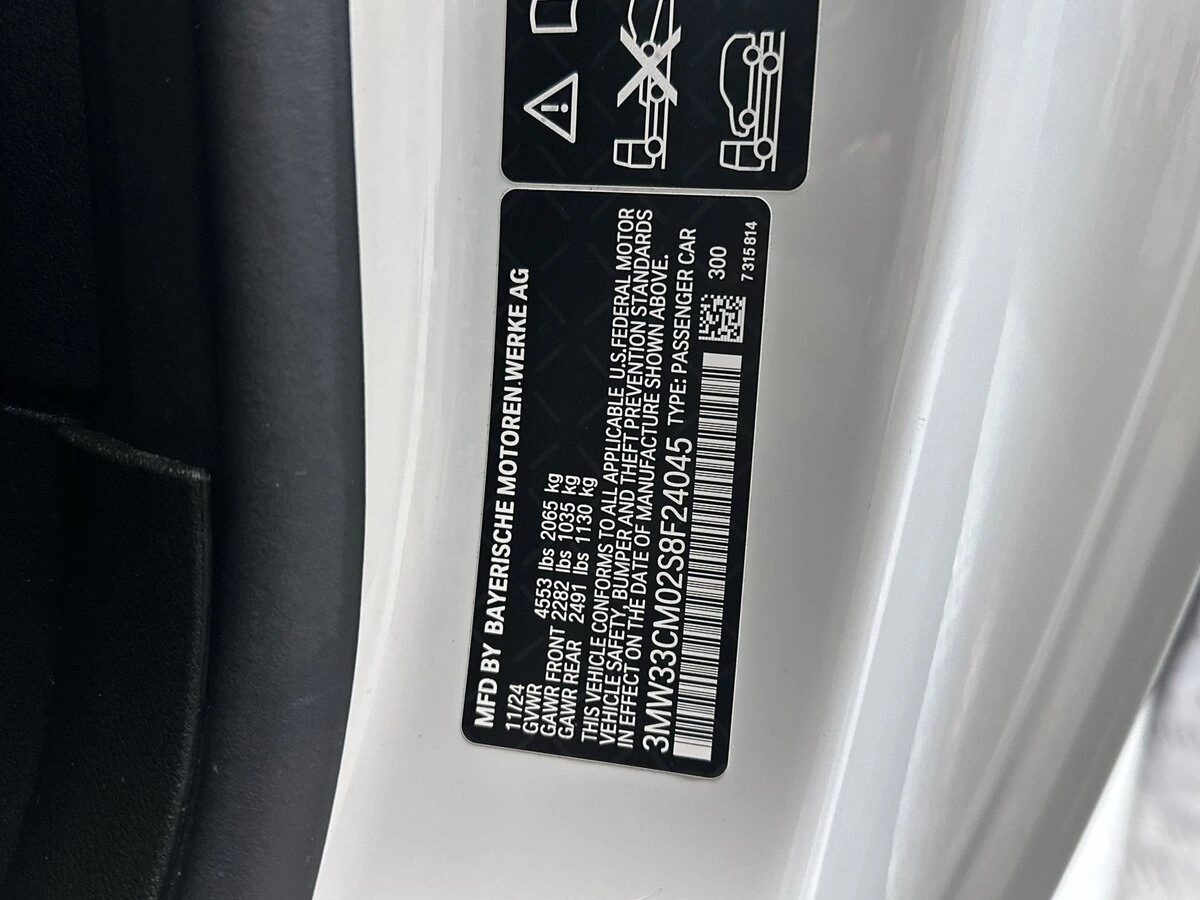 MFD BY BAYERISCHE MOTOREN WERKE AG
11/24
GVWR 4553 lbs 2065 kg
GAWR FRONT 2282 lbs 1035 kg
GAWR REAR 2491 lbs 1130 kg
THIS VEHICLE CONFORMS TO ALL APPLICABLE U.S.FEDERAL MOTOR
VEHICLE SAFETY, BUMPER AND THEFT PREVENTION STANDARDS
IN EFFECT ON THE DATE OF MANUFACTURE SHOWN ABOVE.
3MW33CM02S8F24045 TYPE: PASSENGER CAR
300
7315814